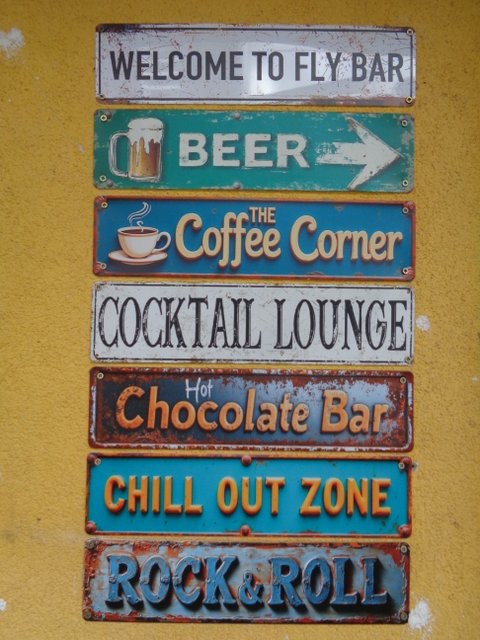 WELCOME TO FLY BAR
BEER
THE
Coffee Corner
COCKTAIL LOUNGE
Hot
Chocolate Bar
CHILL OUT ZONE
ROCK & ROLL